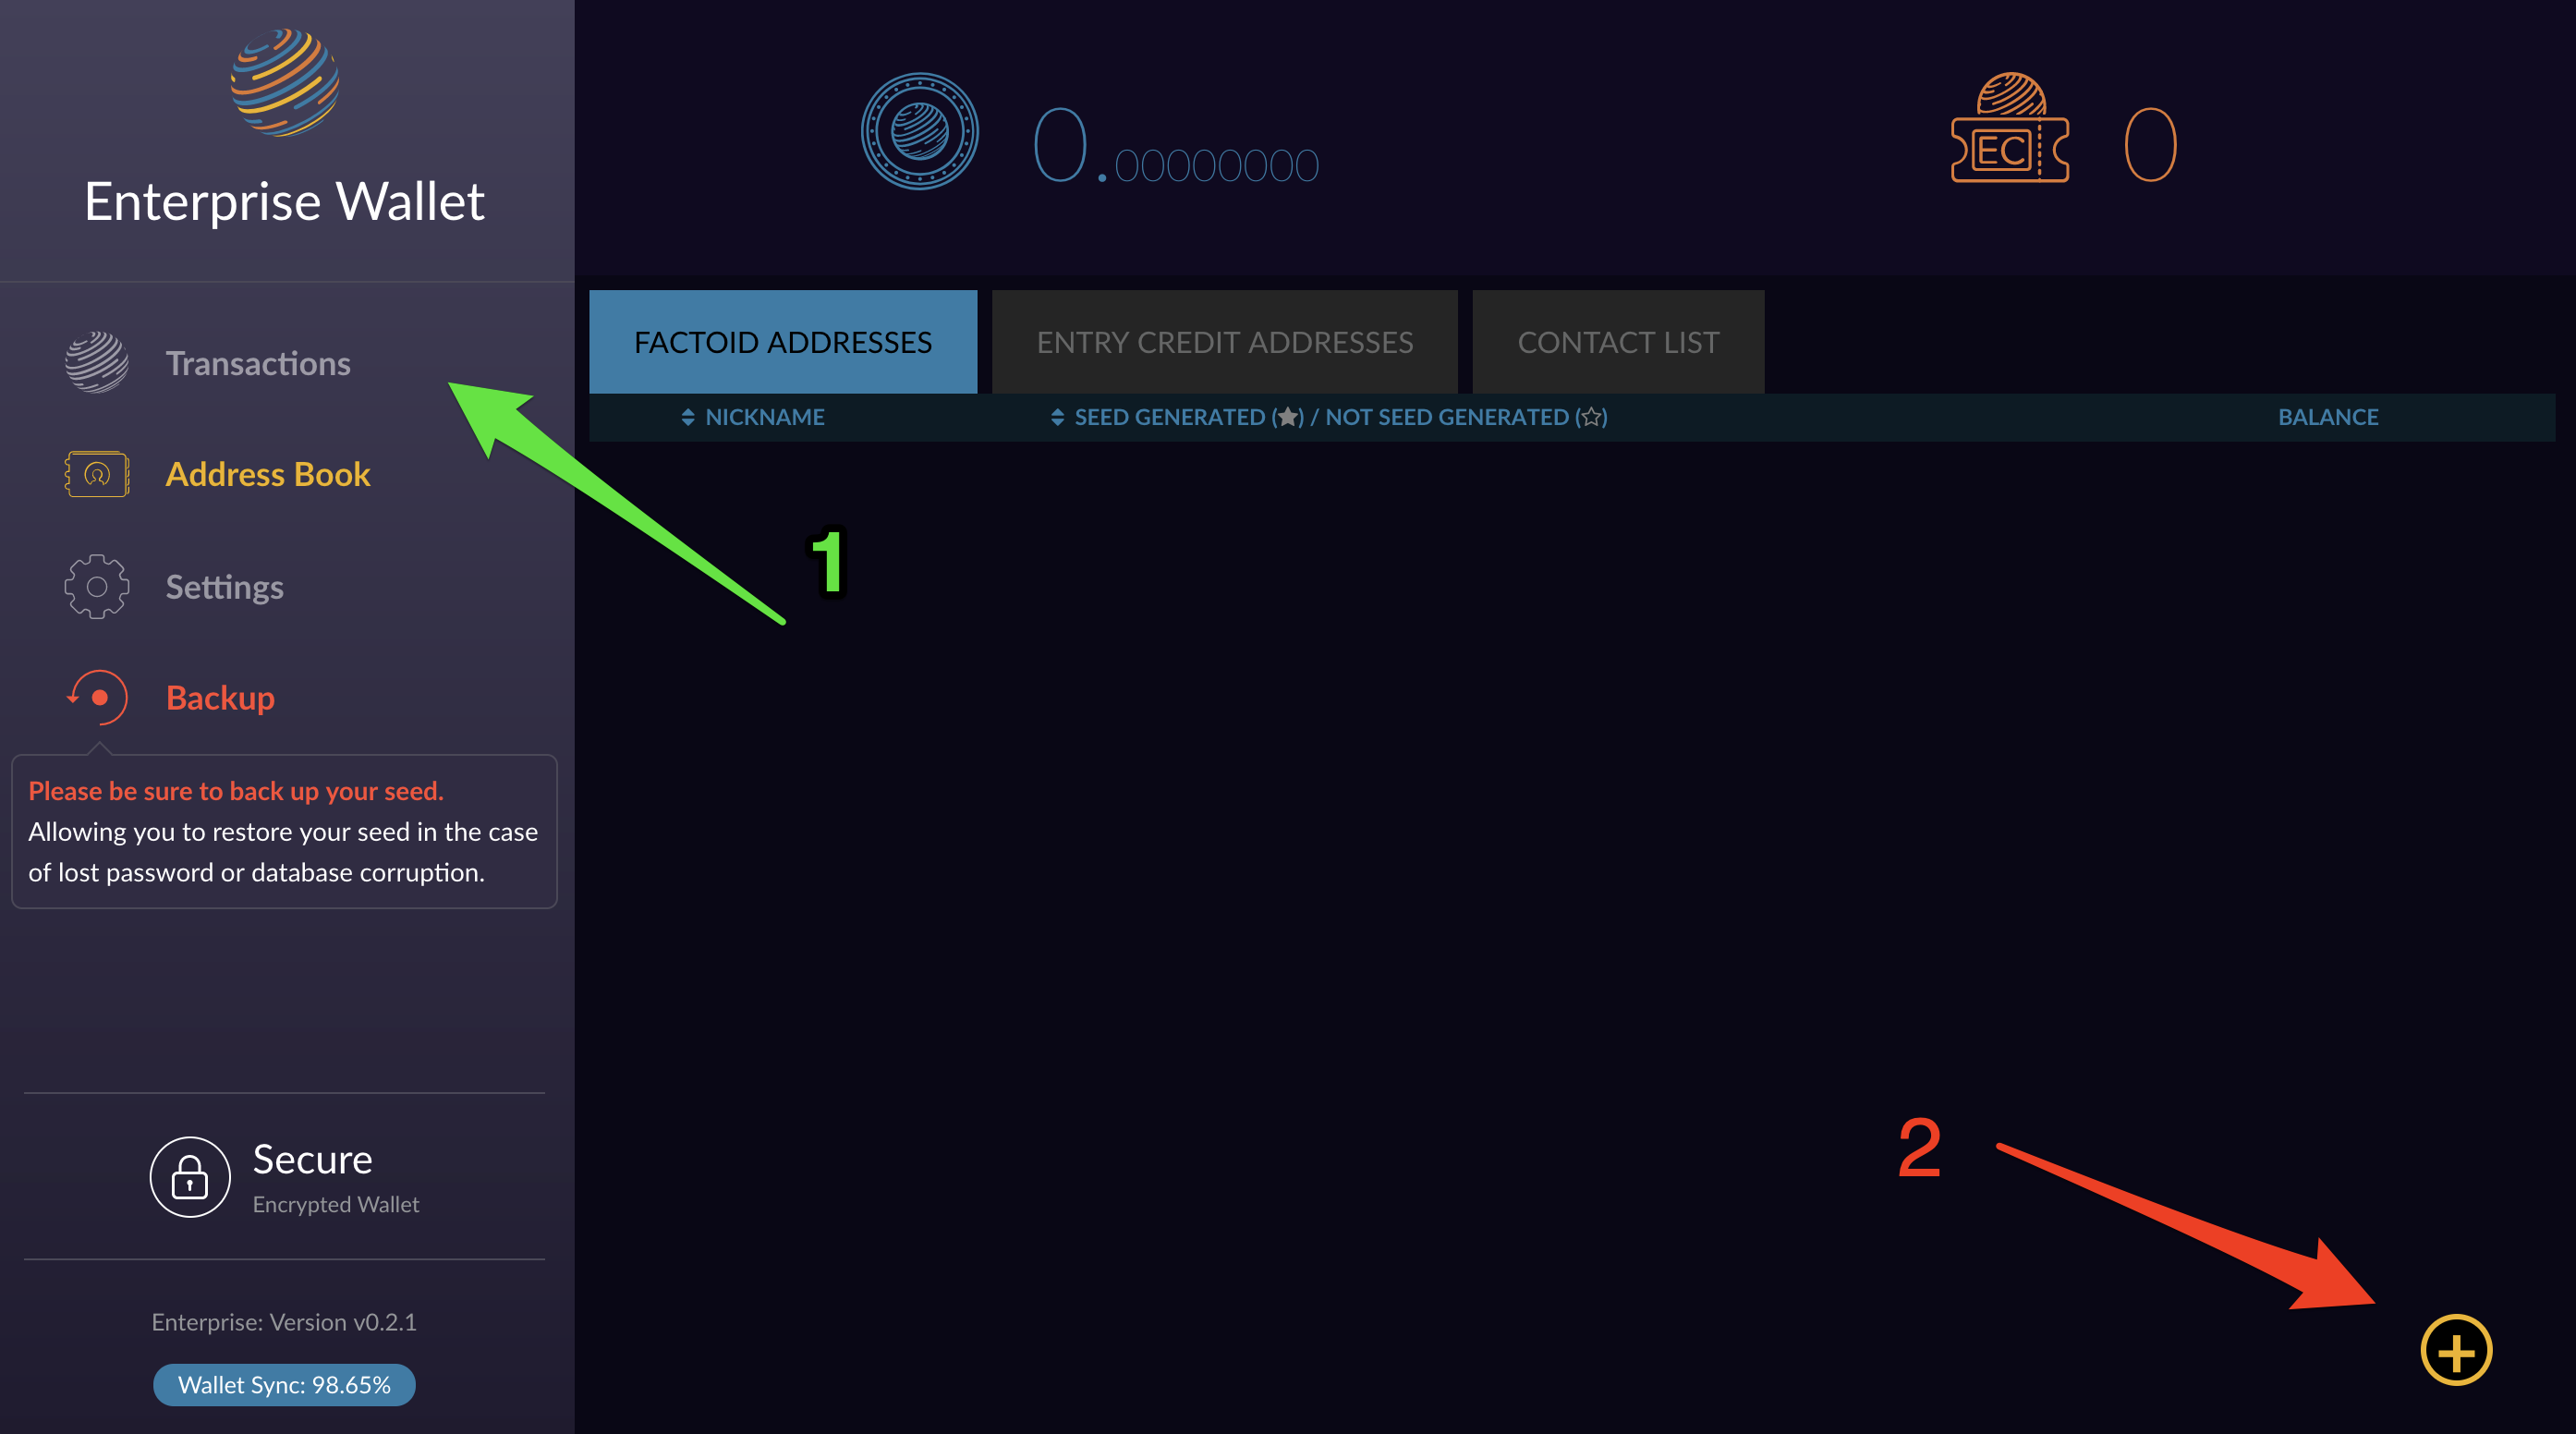 Enterprise Wallet
Transactions
Address Book
Settings
Backup
Please be sure to back up your seed.
Allowing you to restore your seed in the case
of lost password or database corruption.
Secure
Encrypted Wallet
Enterprise: Version v0.2.1
Wallet Sync: 98.65%
0.00000000
EC 0
FACTOID ADDRESSES ENTRY CREDIT ADDRESSES CONTACT LIST
NICKNAME SEED GENERATED (★) / NOT SEED GENERATED (☆) BALANCE
1
2